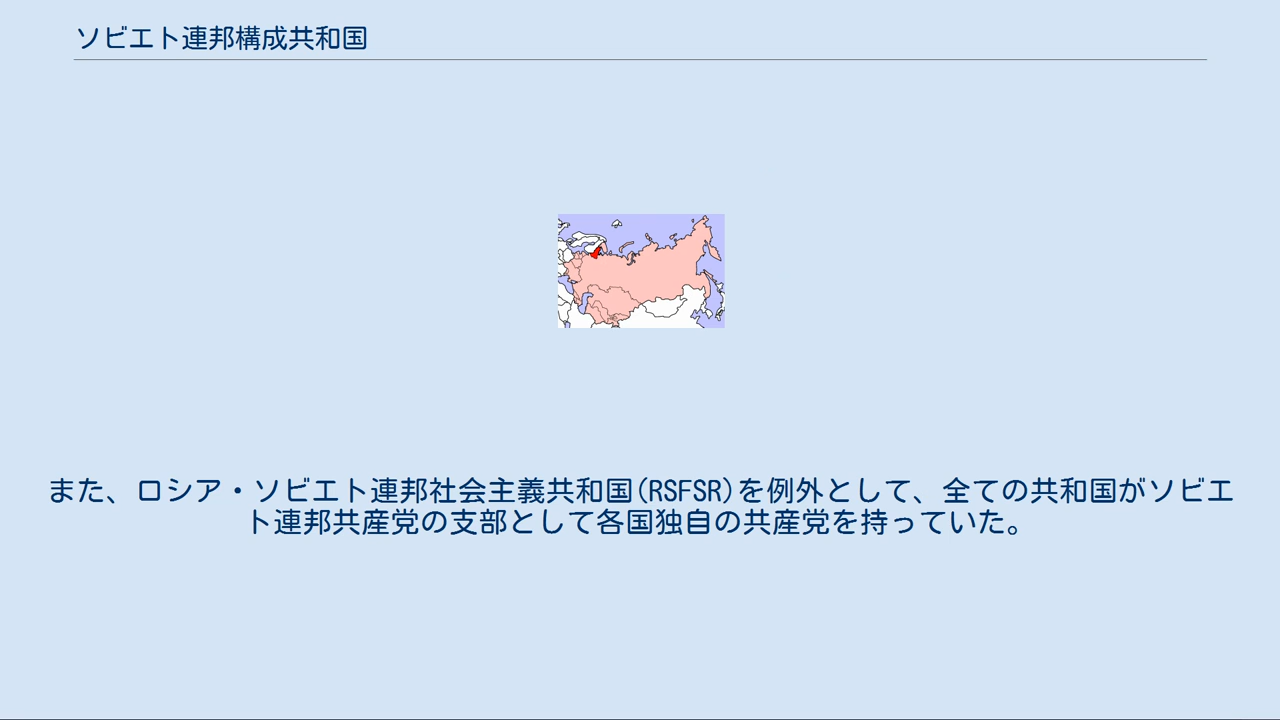 ソビエト連邦構成共和国
また、ロシア・ソビエト連邦社会主義共和国(RSFSR)を例外として、全ての共和国がソビエ
ト連邦共産党の支部として各国独自の共産党を持っていた。